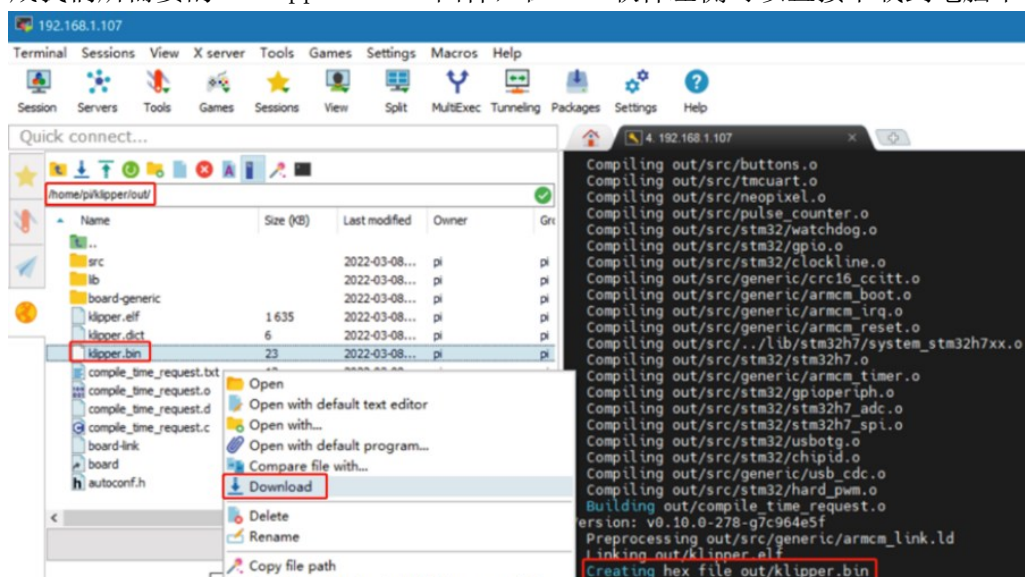 192.168.1.107
Terminal Sessions View X server Tools Games Settings Macros Help
Session Servers Tools Games Sessions View Split MultiExec Tunneling Packages Settings Help
Quick connect...
4. 192.168.1.107
/home/pi/klipper/out/
Name Size (KB) Last modified Owner Gro
..
src 2022-03-08... pi pi
lib 2022-03-08... pi pi
board-generic 2022-03-08... pi pi
klipper.elf 1 635 2022-03-08... pi pi
klipper.dict 6 2022-03-08... pi pi
klipper.bin 23 2022-03-08... pi pi
compile_time_request.txt
compile_time_request.o
compile_time_request.d
compile_time_request.c
board-link
board
autoconf.h
Open
Open with default text editor
Open with...
Open with default program...
Compare file with...
Download
Delete
Rename
Copy file path
Compiling out/src/buttons.o
Compiling out/src/tmcuart.o
Compiling out/src/neopixel.o
Compiling out/src/pulse_counter.o
Compiling out/src/stm32/watchdog.o
Compiling out/src/stm32/gpio.o
Compiling out/src/stm32/clockline.o
Compiling out/src/generic/crc16_ccitt.o
Compiling out/src/generic/armcm_boot.o
Compiling out/src/generic/armcm_irq.o
Compiling out/src/generic/armcm_reset.o
Compiling out/src/../lib/stm32h7/system_stm32h7xx.o
Compiling out/src/stm32/stm32h7.o
Compiling out/src/generic/armcm_timer.o
Compiling out/src/stm32/gpioperiph.o
Compiling out/src/stm32/stm32h7_adc.o
Compiling out/src/stm32/stm32h7_spi.o
Compiling out/src/stm32/usbotg.o
Compiling out/src/stm32/chipid.o
Compiling out/src/generic/usb_cdc.o
Compiling out/src/stm32/hard_pwm.o
Building out/compile_time_request.o
ersion: v0.10.0-278-g7c964e5f
Preprocessing out/src/generic/armcm_link.ld
Linking out/klipper.elf
Creating hex file out/klipper.bin